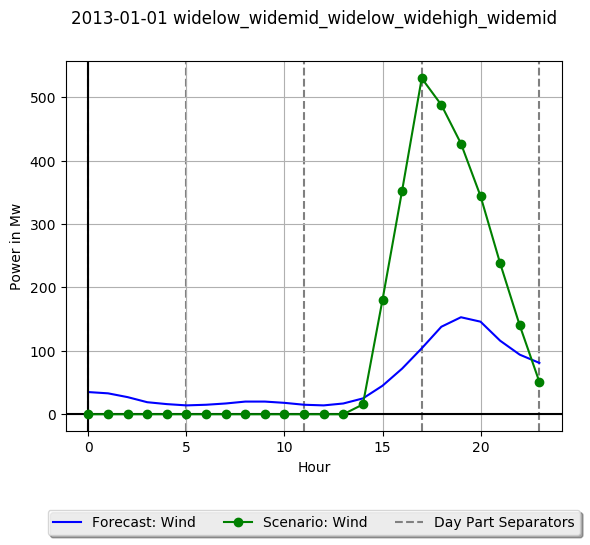 2013-01-01 widelow_widemid_widelow_widehigh_widemid
500
400
300
200
100
0
Power in Mw
0 5 10 15 20
Hour
Forecast: Wind Scenario: Wind Day Part Separators